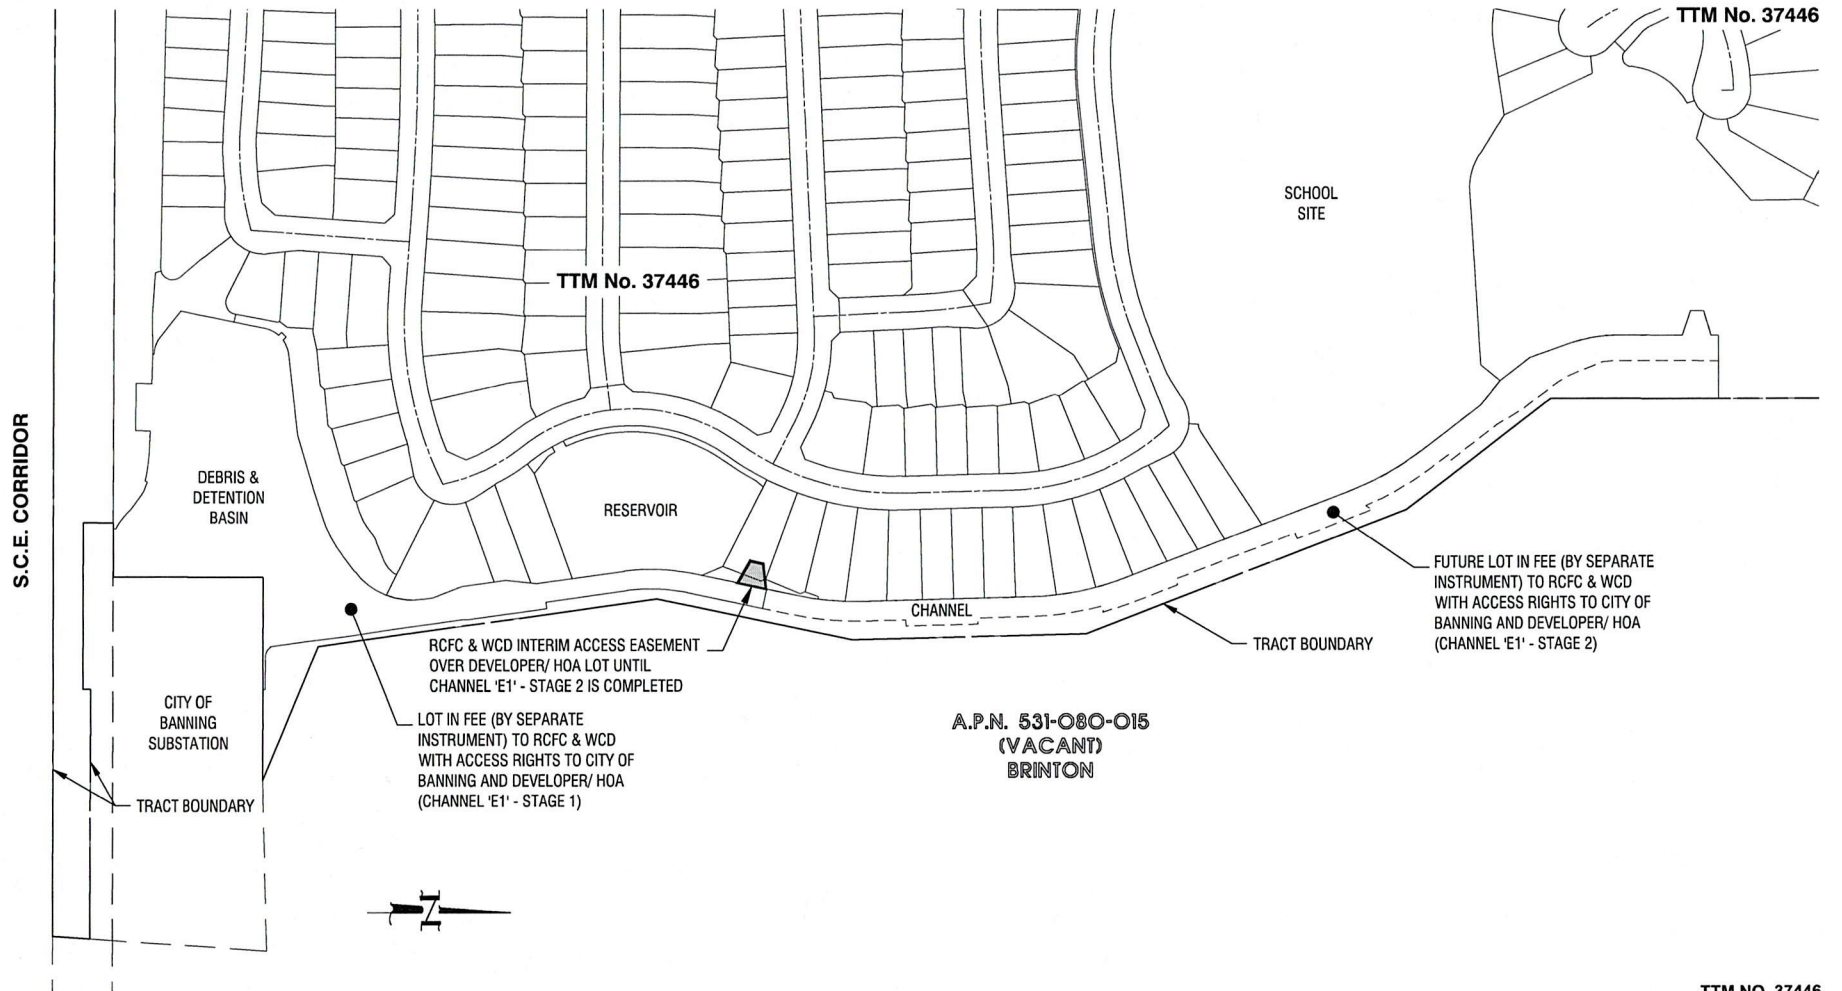 TTM No. 37446
SCHOOL
SITE
TTM No. 37446
S.C.E. CORRIDOR
DEBRIS &
DETENTION
BASIN
RESERVOIR
CHANNEL
FUTURE LOT IN FEE (BY SEPARATE
INSTRUMENT) TO RCFC & WCD
WITH ACCESS RIGHTS TO CITY OF
BANNING AND DEVELOPER/ HOA
(CHANNEL 'E1' - STAGE 2)
TRACT BOUNDARY
RCFC & WCD INTERIM ACCESS EASEMENT
OVER DEVELOPER/ HOA LOT UNTIL
CHANNEL 'E1' - STAGE 2 IS COMPLETED
CITY OF
BANNING
SUBSTATION
LOT IN FEE (BY SEPARATE
INSTRUMENT) TO RCFC & WCD
WITH ACCESS RIGHTS TO CITY OF
BANNING AND DEVELOPER/ HOA
(CHANNEL 'E1' - STAGE 1)
A.P.N. 531-080-015
(VACANT)
BRINTON
TRACT BOUNDARY
Z
TTM NO. 37446